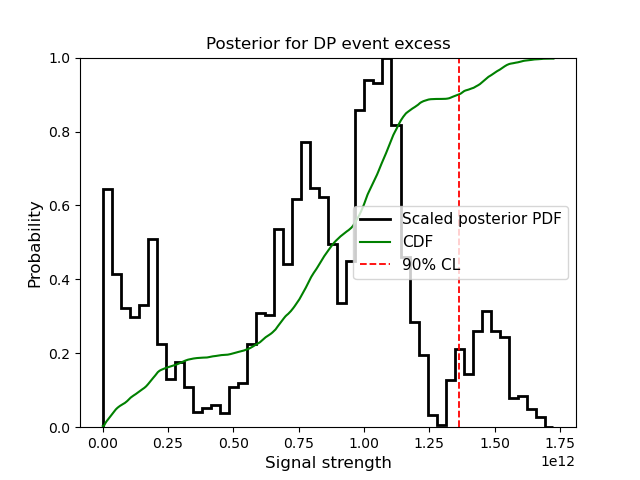 Posterior for DP event excess
Probability
1.0
0.8
0.6
0.4
0.2
0.0
Scaled posterior PDF
CDF
90% CL
0.00 0.25 0.50 0.75 1.00 1.25 1.50 1.75
1e12
Signal strength